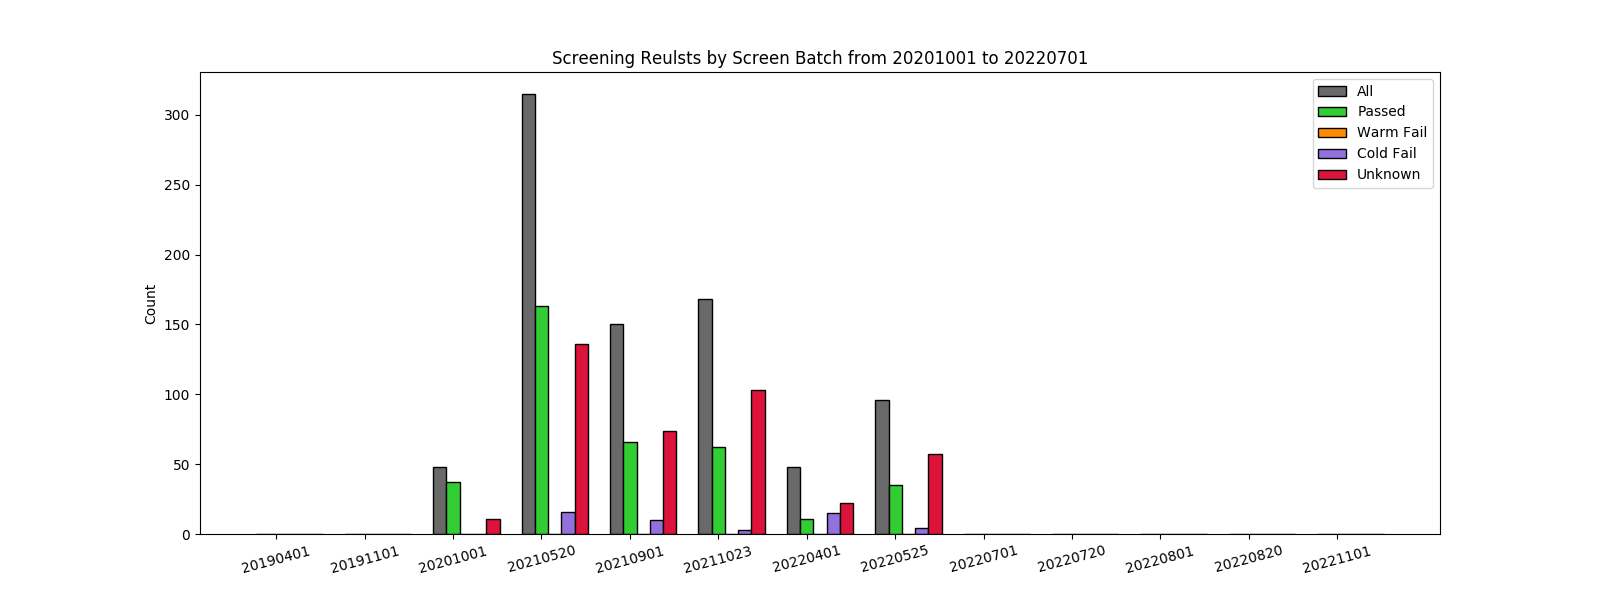 Screening Reulsts by Screen Batch from 20201001 to 20220701
All
Passed
Warm Fail
Cold Fail
Unknown
Count
300
250
200
150
100
50
0
20190401 20191101 20201001 20210520 20210901 20211023 20220401 20220525 20220701 20220720 20220801 20220820 20221101